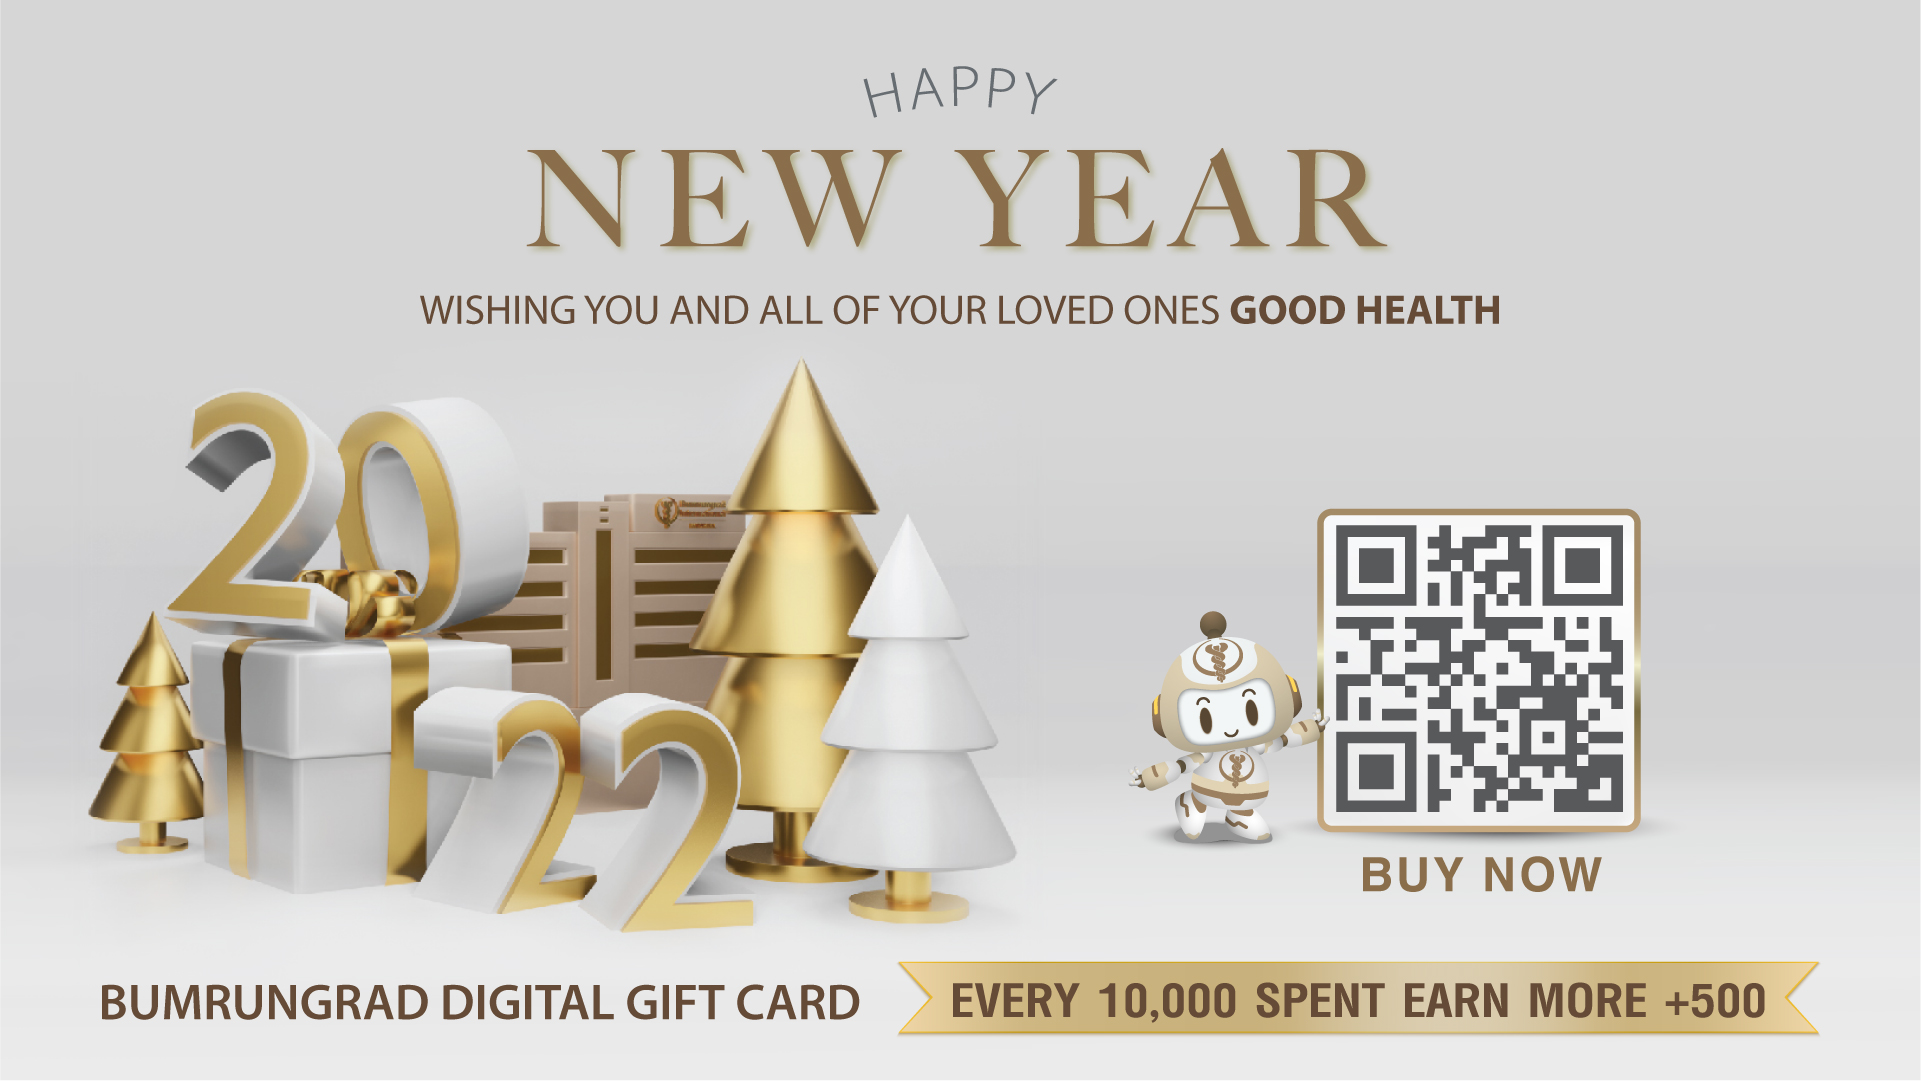 HAPPY
NEW YEAR
WISHING YOU AND ALL OF YOUR LOVED ONES GOOD HEALTH
2022
BUY NOW
BUMRUNGRAD DIGITAL GIFT CARD
EVERY 10,000 SPENT EARN MORE +500